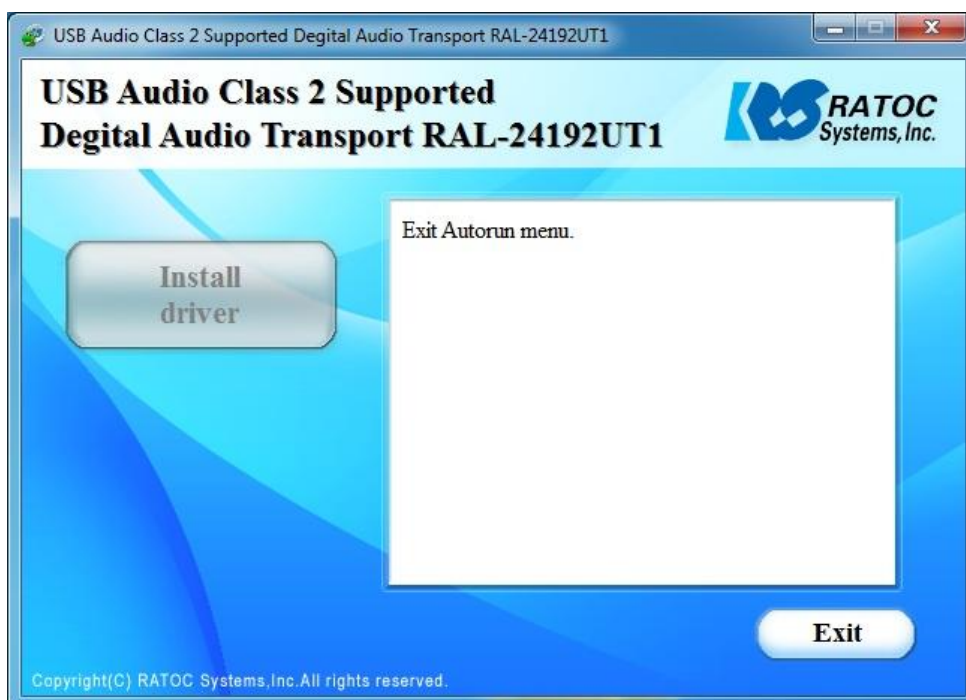 USB Audio Class 2 Supported Degital Audio Transport RAL-24192UT1
USB Audio Class 2 Supported
Degital Audio Transport RAL-24192UT1
RATOC
Systems, Inc.
Install
driver
Exit Autorun menu.
Exit
Copyright(C) RATOC Systems,Inc.All rights reserved.